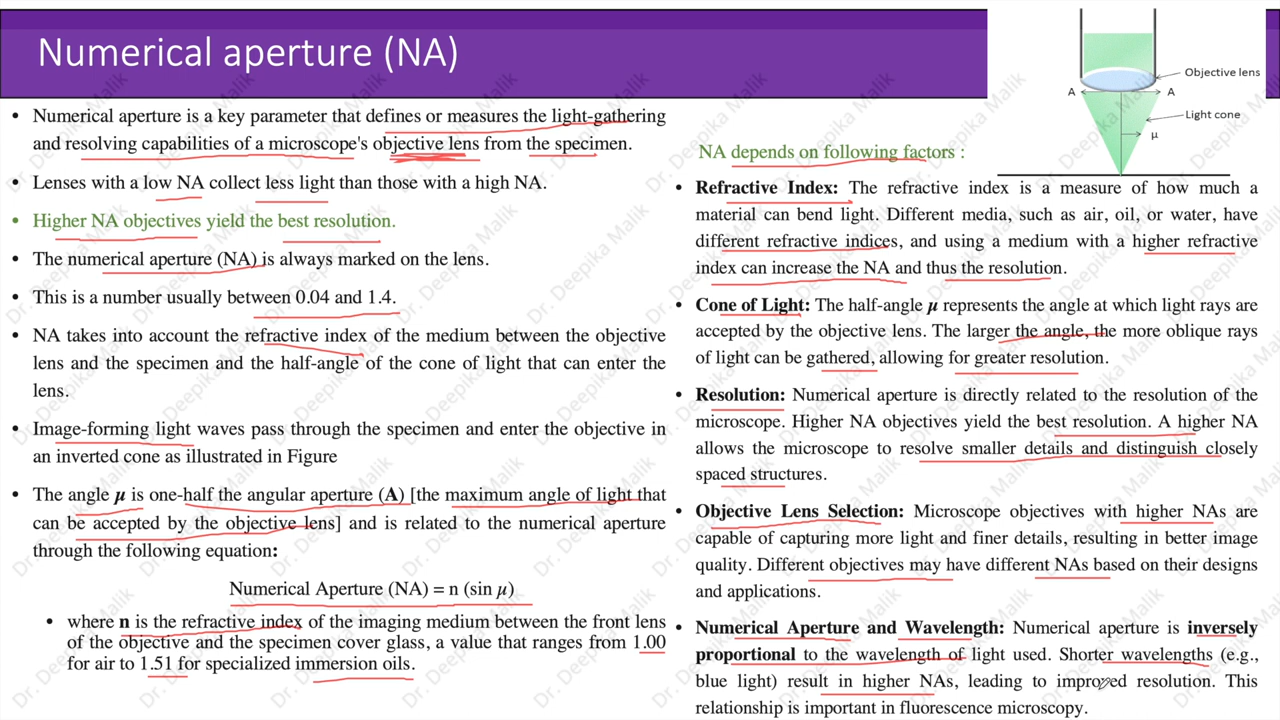 Numerical aperture (NA)
• Numerical aperture is a key parameter that defines or measures the light-gathering
and resolving capabilities of a microscope's objective lens from the specimen.
• Lenses with a low NA collect less light than those with a high NA.
• Higher NA objectives yield the best resolution.
• The numerical aperture (NA) is always marked on the lens.
• This is a number usually between 0.04 and 1.4.
• NA takes into account the refractive index of the medium between the objective
lens and the specimen and the half-angle of the cone of light that can enter the
lens.
• Image-forming light waves pass through the specimen and enter the objective in
an inverted cone as illustrated in Figure
• The angle μ is one-half the angular aperture (A) [the maximum angle of light that
can be accepted by the objective lens] and is related to the numerical aperture
through the following equation:
Numerical Aperture (NA) = n (sin μ)
• where n is the refractive index of the imaging medium between the front lens
of the objective and the specimen cover glass, a value that ranges from 1.00
for air to 1.51 for specialized immersion oils.
Objective lens
A A
Light cone
μ
NA depends on following factors :
• Refractive Index: The refractive index is a measure of how much a
material can bend light. Different media, such as air, oil, or water, have
different refractive indices, and using a medium with a higher refractive
index can increase the NA and thus the resolution.
• Cone of Light: The half-angle μ represents the angle at which light rays are
accepted by the objective lens. The larger the angle, the more oblique rays
of light can be gathered, allowing for greater resolution.
• Resolution: Numerical aperture is directly related to the resolution of the
microscope. Higher NA objectives yield the best resolution. A higher NA
allows the microscope to resolve smaller details and distinguish closely
spaced structures.
• Objective Lens Selection: Microscope objectives with higher NAs are
capable of capturing more light and finer details, resulting in better image
quality. Different objectives may have different NAs based on their designs
and applications.
• Numerical Aperture and Wavelength: Numerical aperture is inversely
proportional to the wavelength of light used. Shorter wavelengths (e.g.,
blue light) result in higher NAs, leading to improved resolution. This
relationship is important in fluorescence microscopy.
Dr. Deepika Malik